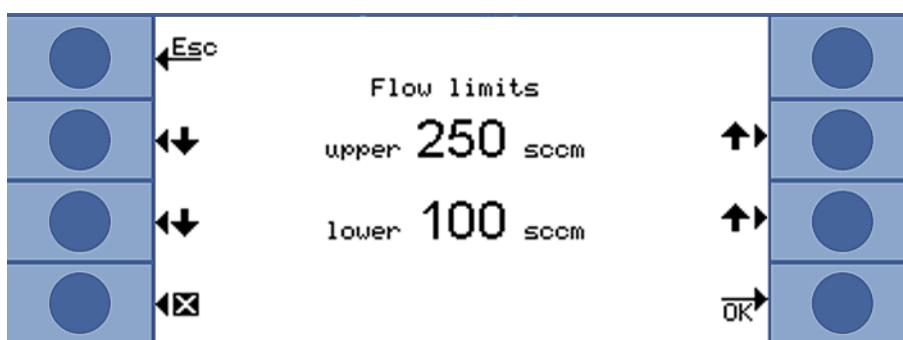 Esc
Flow limits
upper 250 sccm
lower 100 sccm
OK